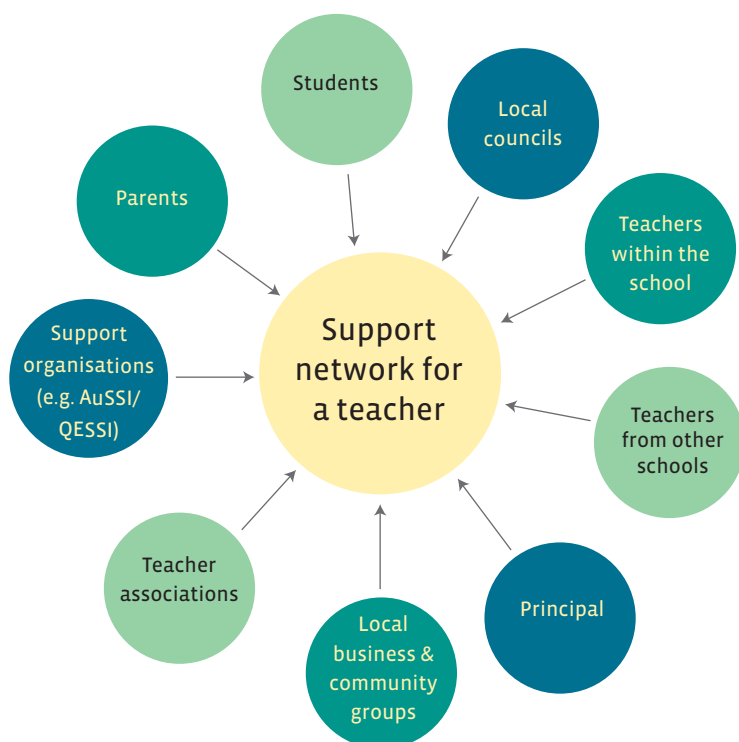 Students
Local
councils
Parents
Teachers
within the
school
Support
organisations
(e.g. AuSSI/
QESSI)
Support
network for
a teacher
Teachers
from other
schools
Teacher
associations
Principal
Local
business &
community
groups